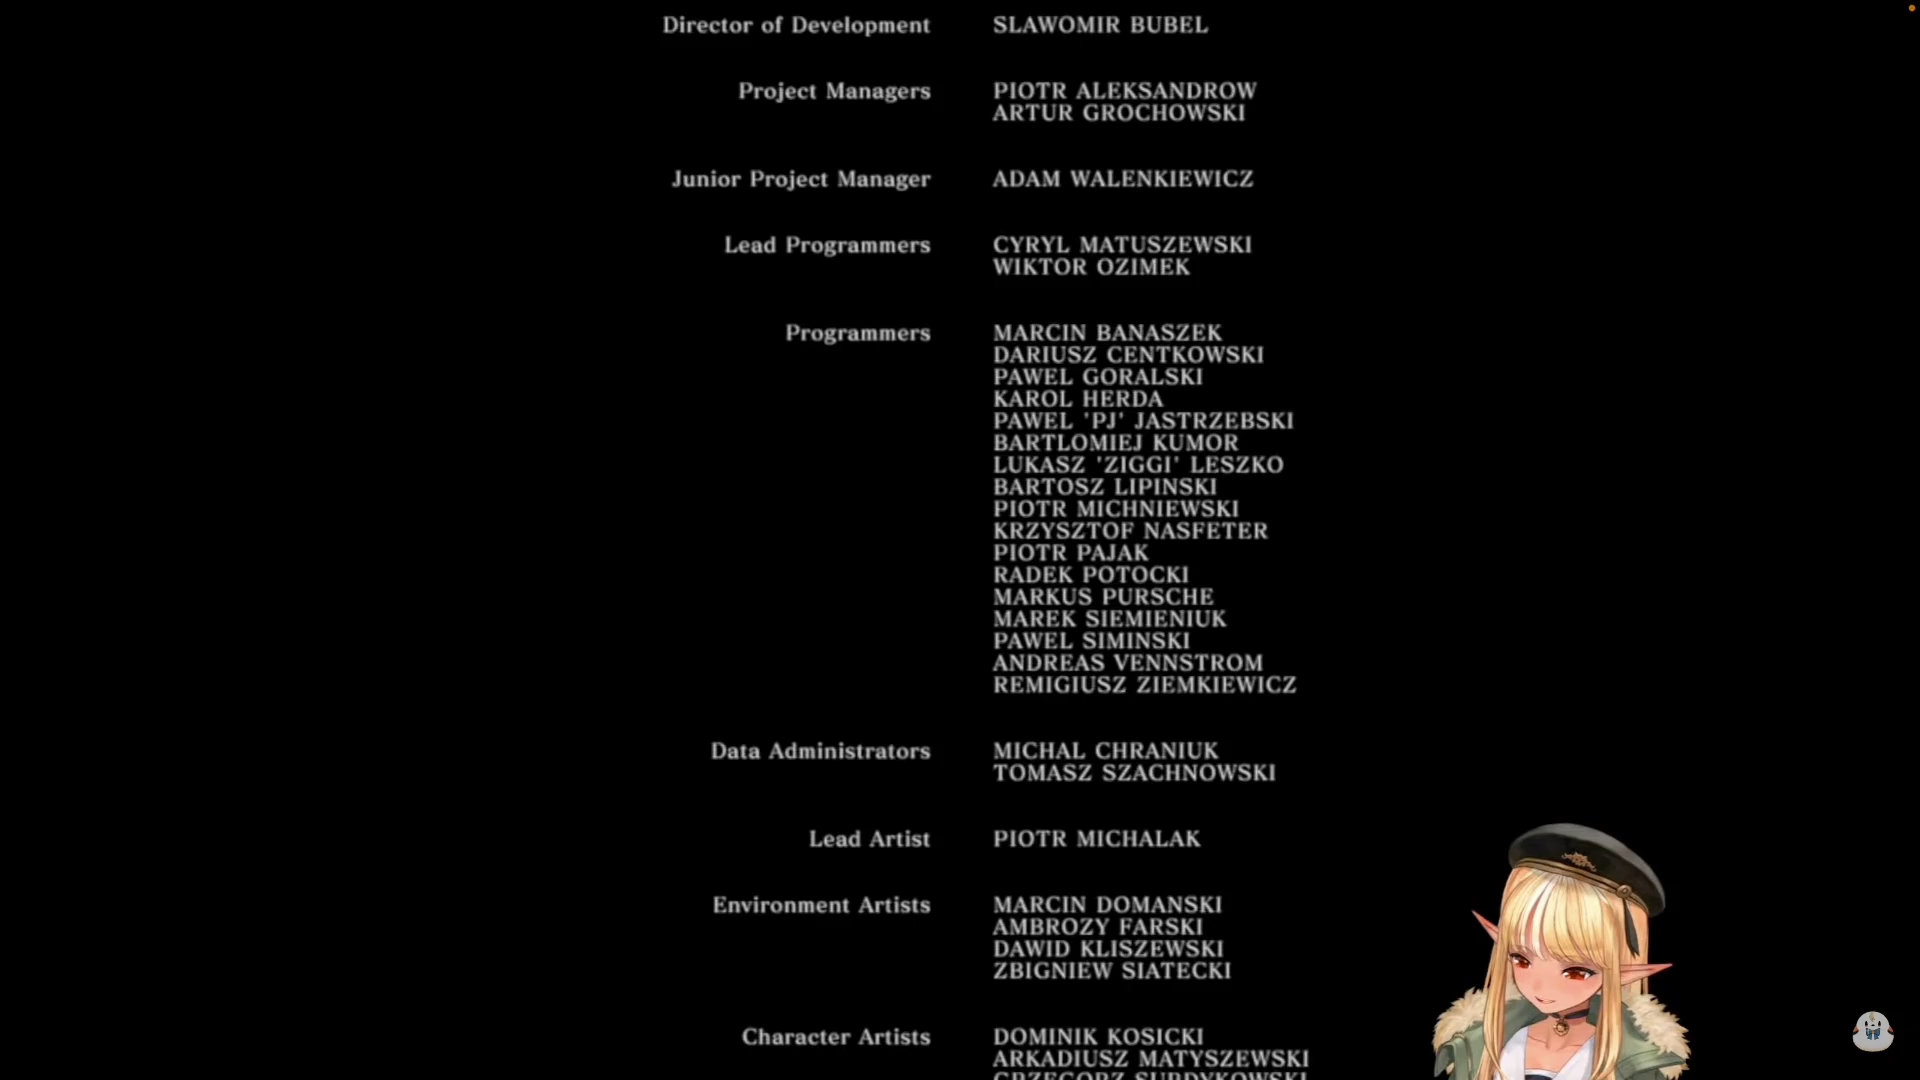 Director of Development SLAWOMIR BUBEL
Project Managers PIOTR ALEKSANDROW
ARTUR GROCHOWSKI
Junior Project Manager ADAM WALENKIEWICZ
Lead Programmers CYRYL MATUSZEWSKI
WIKTOR OZIMEK
Programmers MARCIN BANASZEK
DARIUSZ CENTKOWSKI
PAWEL GORALSKI
KAROL HERDA
PAWEL 'PJ' JASTRZEBSKI
BARTLOMIEJ KUMOR
LUKASZ 'ZIGGI' LESZKO
BARTOSZ LIPINSKI
PIOTR MICHNIEWSKI
KRZYSZTOF NASFETER
PIOTR PAJAK
RADEK POTOCKI
MARKUS PURSCHE
MAREK SIEMIENIUK
PAWEL SIMINSKI
ANDREAS VENNSTROM
REMIGIUSZ ZIEMKIEWICZ
Data Administrators MICHAL CHRANIUK
TOMASZ SZACHNOWSKI
Lead Artist PIOTR MICHALAK
Environment Artists MARCIN DOMANSKI
AMBROZY FARSKI
DAWID KLISZEWSKI
ZBIGNIEW SIATECKI
Character Artists DOMINIK KOSICKI
ARKADIUSZ MATYSZEWSKI
GRZEGORZ SURDYKOWSKI